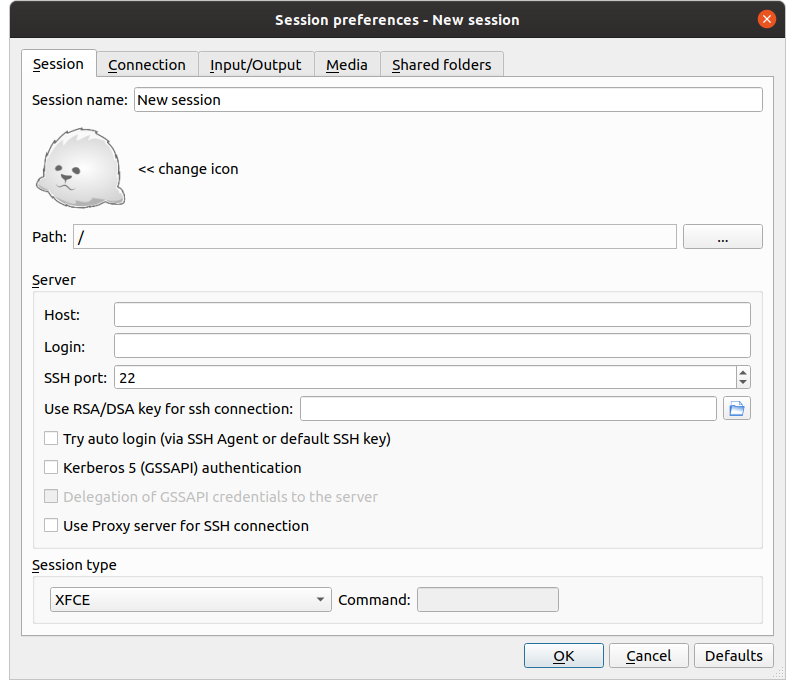 Session preferences - New session
Session Connection Input/Output Media Shared folders
Session name: New session
<< change icon
Path: / ...
Server
Host:
Login:
SSH port: 22
Use RSA/DSA key for ssh connection:
Try auto login (via SSH Agent or default SSH key)
Kerberos 5 (GSSAPI) authentication
Delegation of GSSAPI credentials to the server
Use Proxy server for SSH connection
Session type
XFCE Command:
OK Cancel Defaults